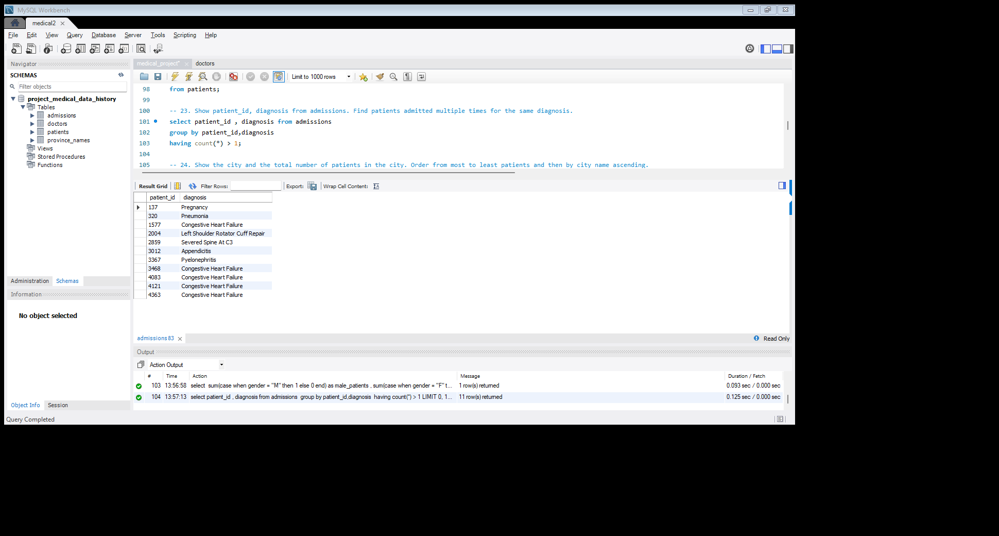 MySQL Workbench
medical2
File Edit View Query Database Server Tools Scripting Help
Navigator
SCHEMAS
Filter objects
project_medical_data_history
Tables
admissions
doctors
patients
province_names
Views
Stored Procedures
Functions
Administration Schemas
Information
No object selected
Object Info Session
medical_project* doctors
Limit to 1000 rows
98 from patients;
99
100 -- 23. Show patient_id, diagnosis from admissions. Find patients admitted multiple times for the same diagnosis.
101 select patient_id , diagnosis from admissions
102 group by patient_id,diagnosis
103 having count(*) > 1;
104
105 -- 24. Show the city and the total number of patients in the city. Order from most to least patients and then by city name ascending.
Result Grid Filter Rows: Export: Wrap Cell Content:
patient_id diagnosis
137 Pregnancy
320 Pneumonia
1577 Congestive Heart Failure
2004 Left Shoulder Rotator Cuff Repair
2859 Severed Spine At C3
3012 Appendicitis
3367 Pyelonephritis
3468 Congestive Heart Failure
4083 Congestive Heart Failure
4121 Congestive Heart Failure
4363 Congestive Heart Failure
admissions 83 Read Only
Output
Action Output
# Time Action Message Duration / Fetch
103 13:56:58 select sum(case when gender = "M" then 1 else 0 end) as male_patients , sum(case when gender = "F" t... 1 row(s) returned 0.093 sec / 0.000 sec
104 13:57:13 select patient_id , diagnosis from admissions group by patient_id,diagnosis having count(*) > 1 LIMIT 0, 1... 11 row(s) returned 0.125 sec / 0.000 sec
Query Completed